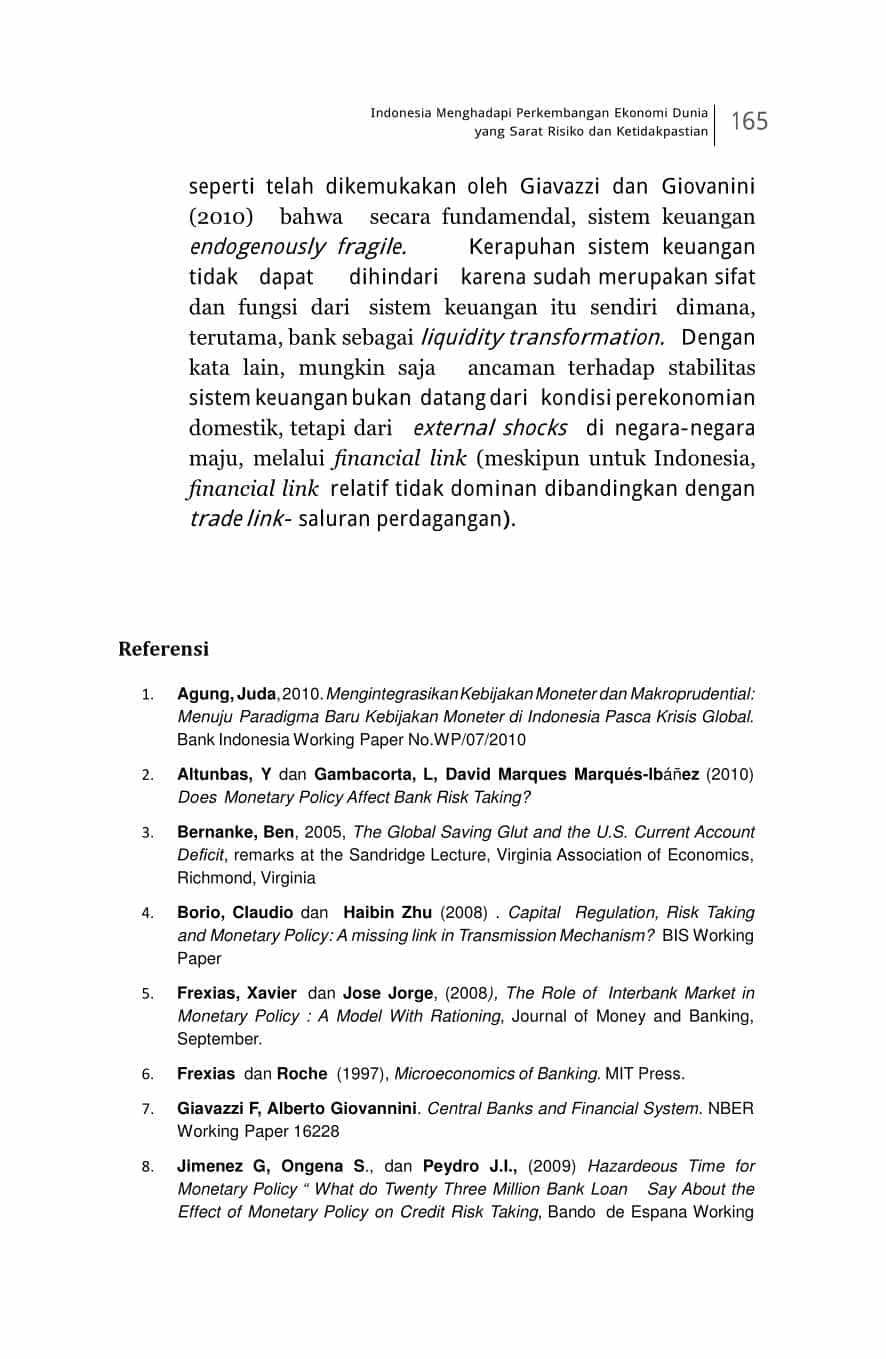 Indonesia Menghadapi Perkembangan Ekonomi Dunia
yang Sarat Risiko dan Ketidakpastian
165
seperti telah dikemukakan oleh Giavazzi dan Giovanini
(2010) bahwa secara fundamendal, sistem keuangan
endogenously fragile. Kerapuhan sistem keuangan
tidak dapat dihindari karena sudah merupakan sifat
dan fungsi dari sistem keuangan itu sendiri dimana,
terutama, bank sebagai liquidity transformation. Dengan
kata lain, mungkin saja ancaman terhadap stabilitas
sistem keuangan bukan datang dari kondisi perekonomian
domestik, tetapi dari external shocks di negara-negara
maju, melalui financial link (meskipun untuk Indonesia,
financial link relatif tidak dominan dibandingkan dengan
trade link- saluran perdagangan).
Referensi
1. Agung, Juda, 2010. Mengintegrasikan Kebijakan Moneter dan Makroprudential:
Menuju Paradigma Baru Kebijakan Moneter di Indonesia Pasca Krisis Global.
Bank Indonesia Working Paper No.WP/07/2010
2. Altunbas, Y dan Gambacorta, L, David Marques Marqués-Ibáñez (2010)
Does Monetary Policy Affect Bank Risk Taking?
3. Bernanke, Ben, 2005, The Global Saving Glut and the U.S. Current Account
Deficit, remarks at the Sandridge Lecture, Virginia Association of Economics,
Richmond, Virginia
4. Borio, Claudio dan Haibin Zhu (2008) . Capital Regulation, Risk Taking
and Monetary Policy: A missing link in Transmission Mechanism? BIS Working
Paper
5. Frexias, Xavier dan Jose Jorge, (2008), The Role of Interbank Market in
Monetary Policy : A Model With Rationing, Journal of Money and Banking,
September.
6. Frexias dan Roche (1997), Microeconomics of Banking. MIT Press.
7. Giavazzi F, Alberto Giovannini. Central Banks and Financial System. NBER
Working Paper 16228
8. Jimenez G, Ongena S., dan Peydro J.I., (2009) Hazardeous Time for
Monetary Policy “ What do Twenty Three Million Bank Loan Say About the
Effect of Monetary Policy on Credit Risk Taking, Bando de Espana Working